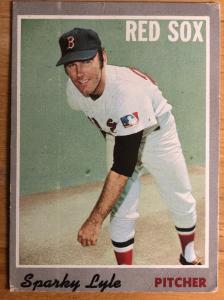 RED SOX
B
Sparky Lyle
PITCHER